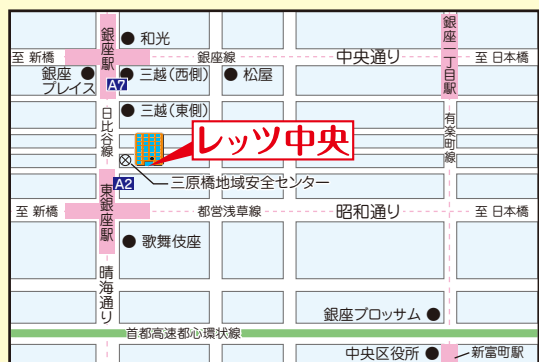 銀座駅
和光
銀座一丁目駅
至 新橋
銀座線
中央通り
至 日本橋
銀座
プレイス
A7
三越(西側)
松屋
三越(東側)
日比谷線
有楽町線
レッツ中央
三原橋地域安全センター
A2
至 新橋
東銀座駅
都営浅草線
昭和通り
至 日本橋
歌舞伎座
晴海通り
銀座ブロッサム
首都高速都心環状線
中央区役所
新富町駅